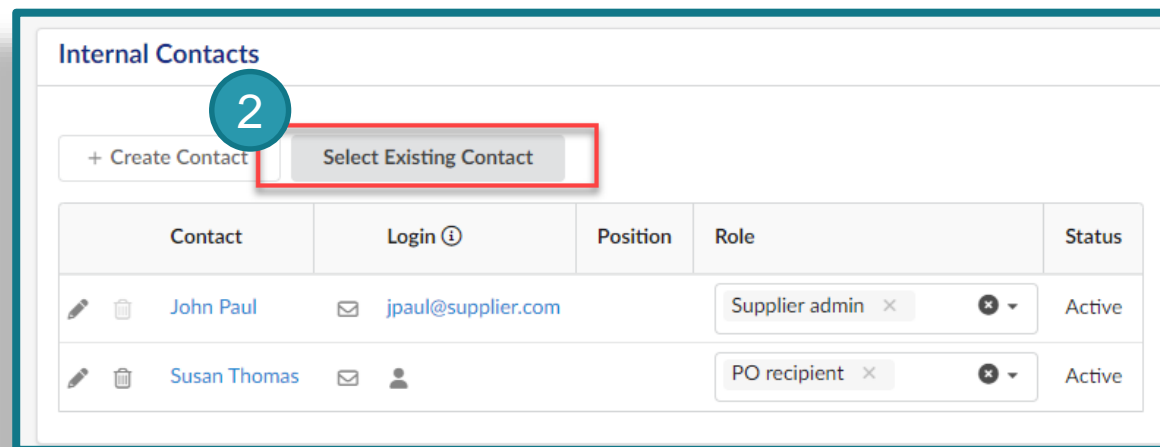 Internal Contacts
2
+ Create Contact Select Existing Contact
Contact Login Position Role Status
John Paul jpaul@supplier.com Supplier admin × Active
Susan Thomas PO recipient × Active